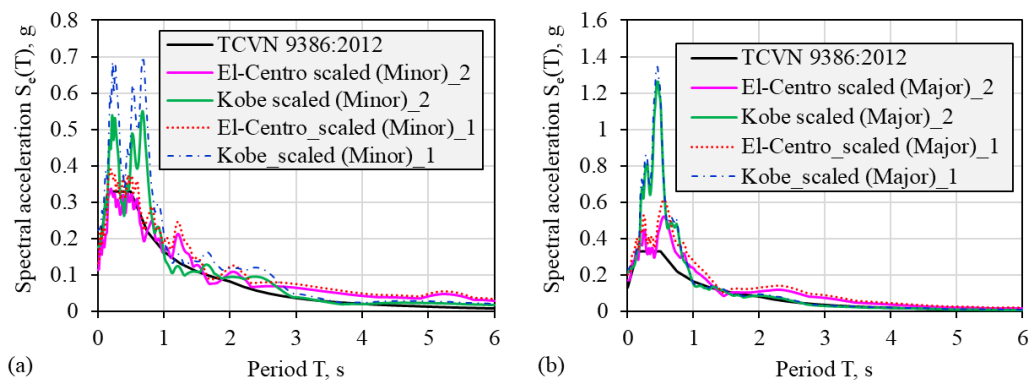 0.8
0.7
0.6
0.5
0.4
0.3
0.2
0.1
0
Spectral acceleration Sₑ(T), g
TCVN 9386:2012
El-Centro scaled (Minor)_2
Kobe scaled (Minor)_2
El-Centro_scaled (Minor)_1
Kobe_scaled (Minor)_1
0 1 2 3 4 5 6
Period T, s
(a)
1.6
1.4
1.2
1.0
0.8
0.6
0.4
0.2
0
Spectral acceleration Sₑ(T), g
TCVN 9386:2012
El-Centro scaled (Major)_2
Kobe scaled (Major)_2
El-Centro_scaled (Major)_1
Kobe_scaled (Major)_1
0 1 2 3 4 5 6
Period T, s
(b)